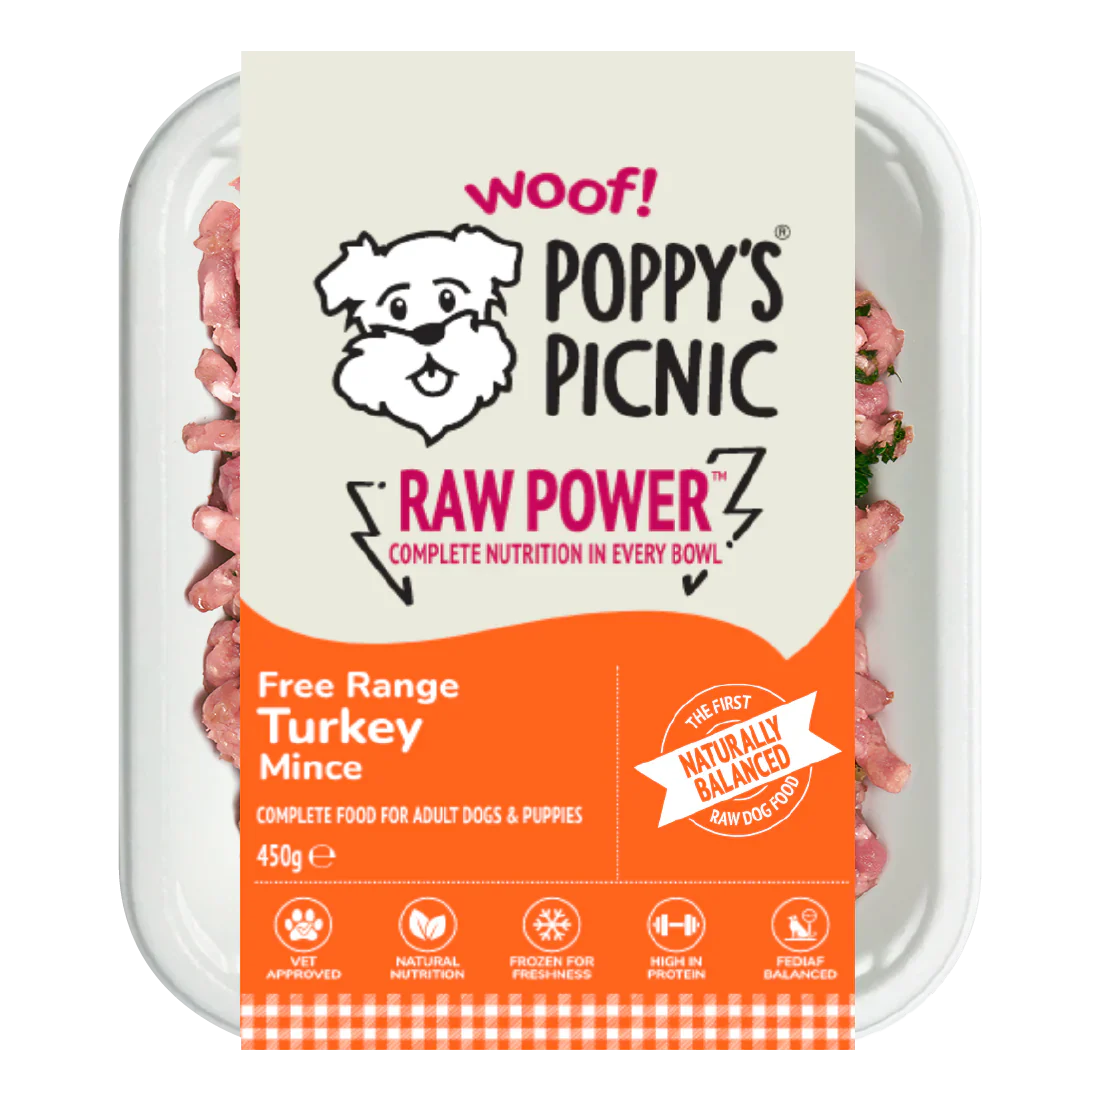 woof!
POPPY'S®
PICNIC
RAW POWER™
COMPLETE NUTRITION IN EVERY BOWL
Free Range
Turkey
Mince
COMPLETE FOOD FOR ADULT DOGS & PUPPIES
450g ℮
THE FIRST
NATURALLY
BALANCED
RAW DOG FOOD
VET
APPROVED
NATURAL
NUTRITION
FROZEN FOR
FRESHNESS
HIGH IN
PROTEIN
FEDIAF
BALANCED